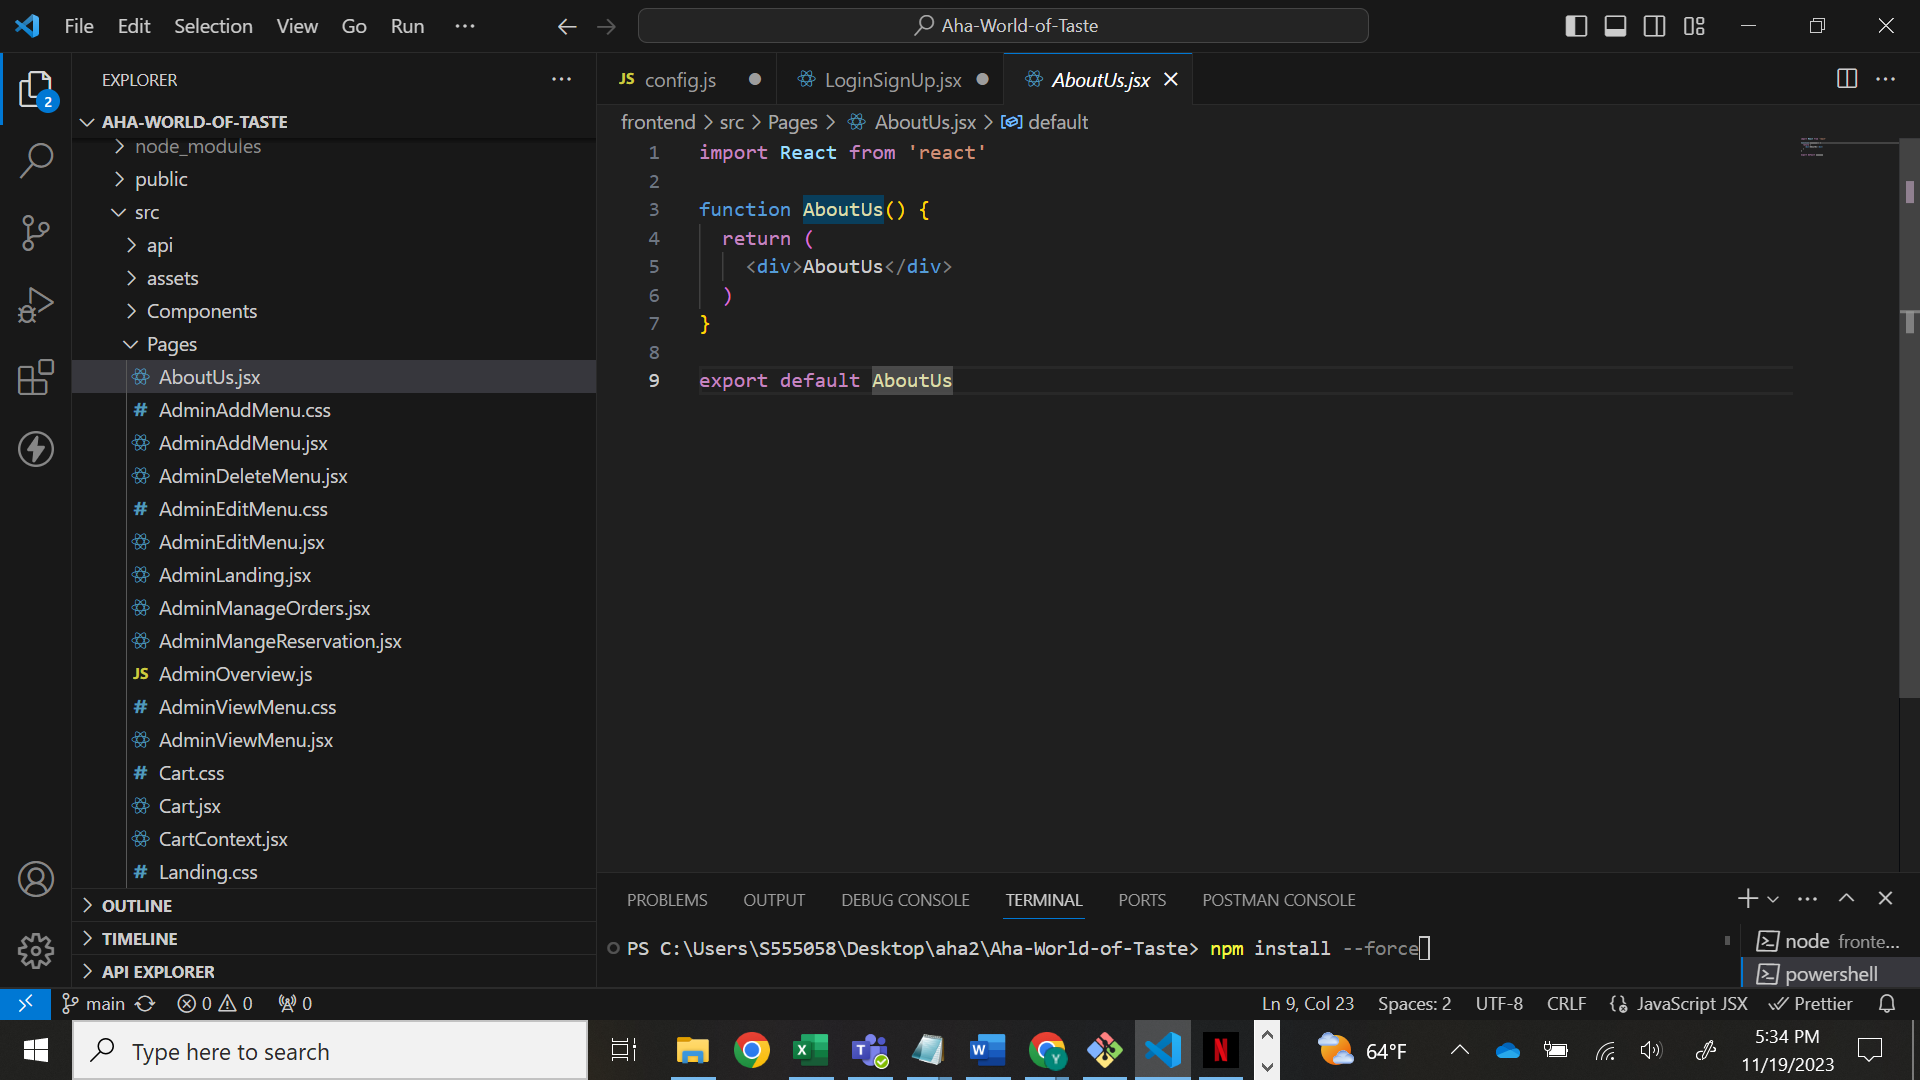 File Edit Selection View Go Run ···
Aha-World-of-Taste
EXPLORER
2
AHA-WORLD-OF-TASTE
node_modules
public
src
api
assets
Components
Pages
AboutUs.jsx
# AdminAddMenu.css
AdminAddMenu.jsx
AdminDeleteMenu.jsx
# AdminEditMenu.css
AdminEditMenu.jsx
AdminLanding.jsx
AdminManageOrders.jsx
AdminMangeReservation.jsx
JS AdminOverview.js
# AdminViewMenu.css
AdminViewMenu.jsx
# Cart.css
Cart.jsx
CartContext.jsx
# Landing.css
OUTLINE
TIMELINE
API EXPLORER
JS config.js LoginSignUp.jsx AboutUs.jsx
frontend > src > Pages > AboutUs.jsx > default
1 import React from 'react'
2
3 function AboutUs() {
4 return (
5 <div>AboutUs</div>
6 )
7 }
8
9 export default AboutUs
PROBLEMS OUTPUT DEBUG CONSOLE TERMINAL PORTS POSTMAN CONSOLE
PS C:\Users\S555058\Desktop\aha2\Aha-World-of-Taste> npm install --force
node fronte...
powershell
main 0 0 0
Ln 9, Col 23 Spaces: 2 UTF-8 CRLF JavaScript JSX Prettier
Type here to search
64°F
5:34 PM
11/19/2023